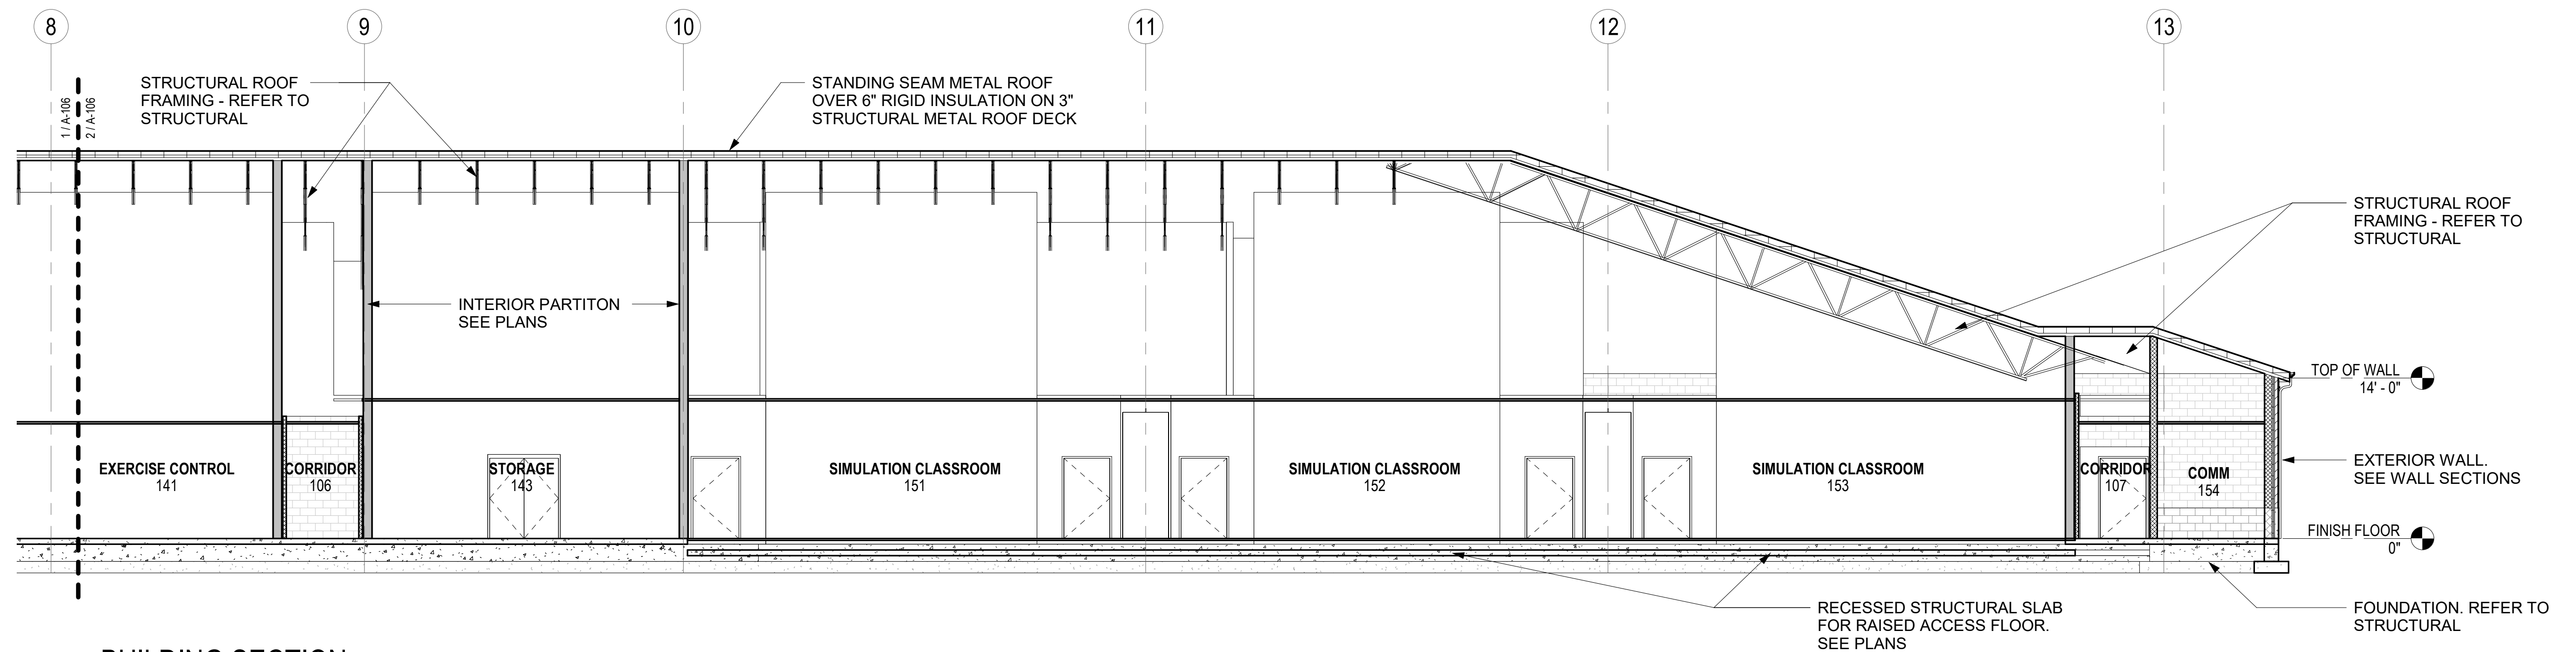 8
9
10
11
12
13
STRUCTURAL ROOF
FRAMING - REFER TO
STRUCTURAL
STANDING SEAM METAL ROOF
OVER 6" RIGID INSULATION ON 3"
STRUCTURAL METAL ROOF DECK
1 / A-106
2 / A-106
STRUCTURAL ROOF
FRAMING - REFER TO
STRUCTURAL
INTERIOR PARTITON
SEE PLANS
TOP OF WALL
14' - 0"
EXERCISE CONTROL
141
CORRIDOR
106
STORAGE
143
SIMULATION CLASSROOM
151
SIMULATION CLASSROOM
152
SIMULATION CLASSROOM
153
CORRIDOR
107
COMM
154
EXTERIOR WALL.
SEE WALL SECTIONS
FINISH FLOOR
0"
RECESSED STRUCTURAL SLAB
FOR RAISED ACCESS FLOOR.
SEE PLANS
FOUNDATION. REFER TO
STRUCTURAL
BUILDING SECTION